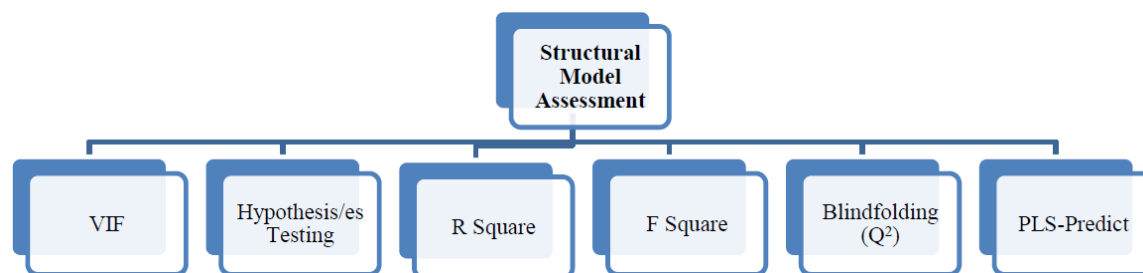 Structural
Model
Assessment
VIF
Hypothesis/es
Testing
R Square
F Square
Blindfolding
(Q²)
PLS-Predict